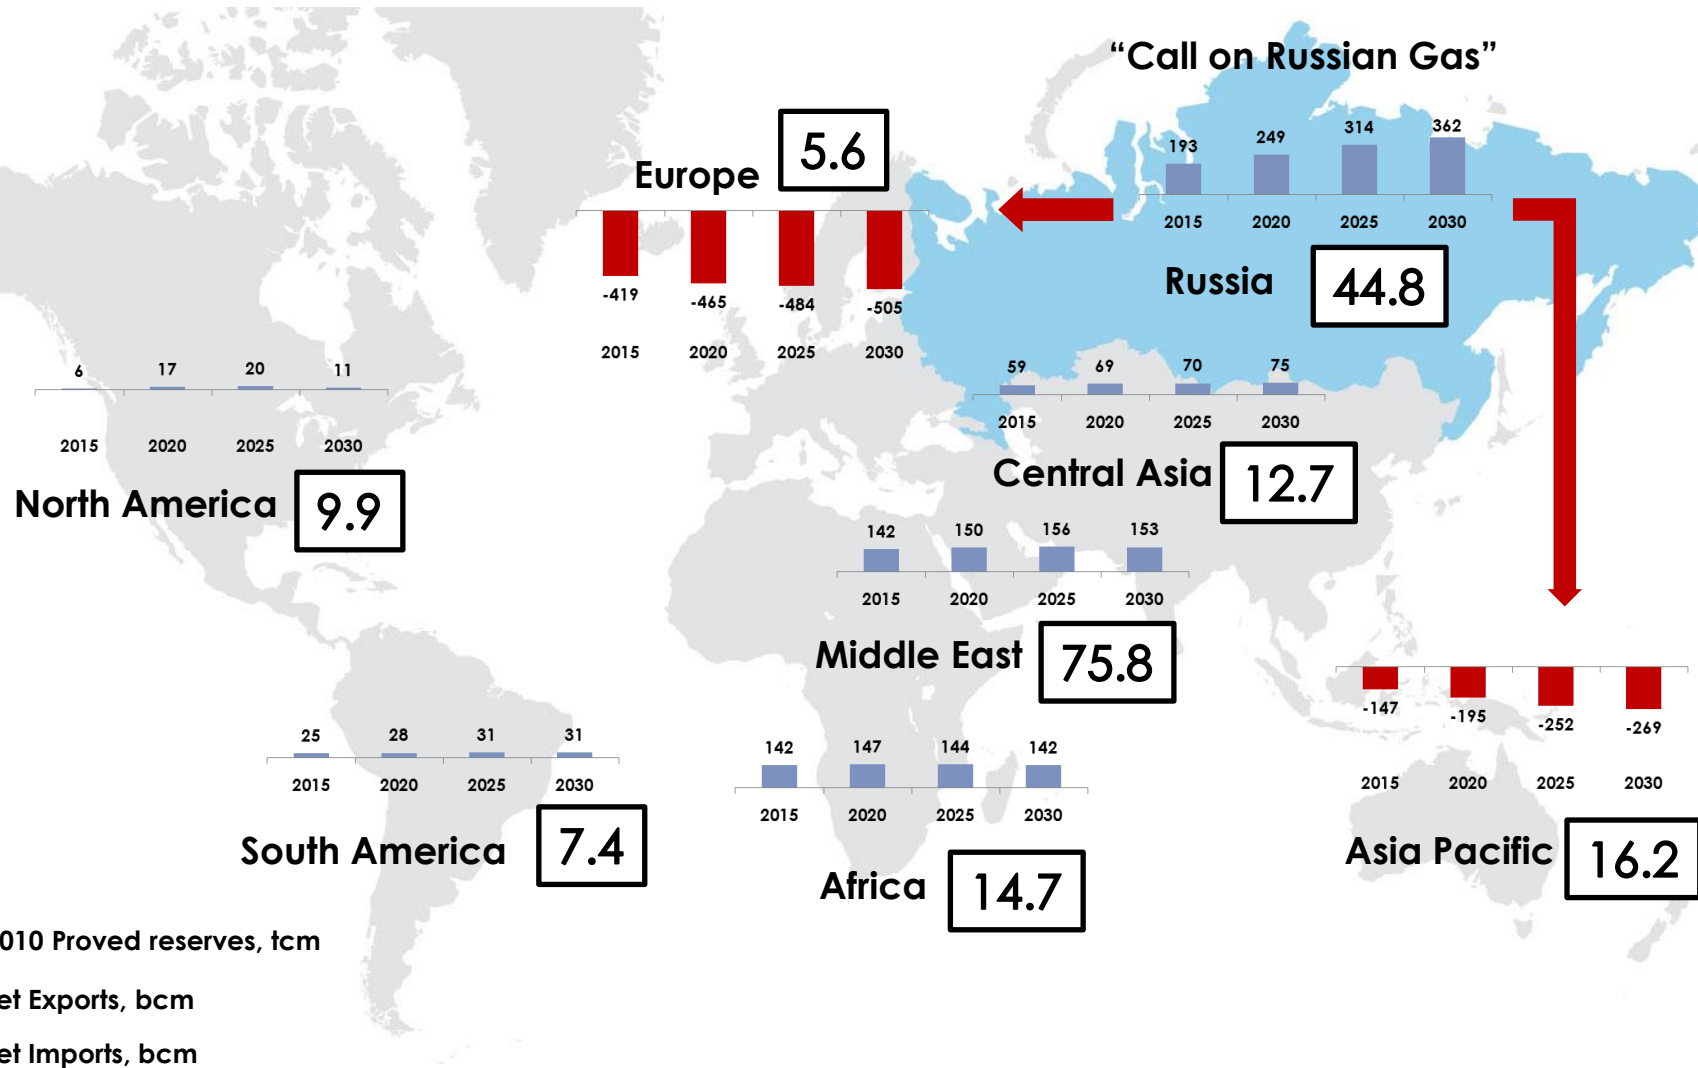 “Call on Russian Gas”
193 249 314 362
2015 2020 2025 2030
Russia 44.8
Europe 5.6
-419 -465 -484 -505
2015 2020 2025 2030
6 17 20 11
2015 2020 2025 2030
North America 9.9
59 69 70 75
2015 2020 2025 2030
Central Asia 12.7
142 150 156 153
2015 2020 2025 2030
Middle East 75.8
-147 -195 -252 -269
2015 2020 2025 2030
Asia Pacific 16.2
25 28 31 31
2015 2020 2025 2030
South America 7.4
142 147 144 142
2015 2020 2025 2030
Africa 14.7
010 Proved reserves, tcm
et Exports, bcm
et Imports, bcm